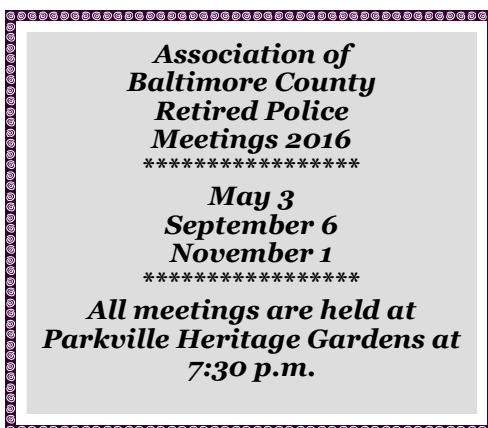 Association of
Baltimore County
Retired Police
Meetings 2016
******************
May 3
September 6
November 1
******************
All meetings are held at
Parkville Heritage Gardens at
7:30 p.m.